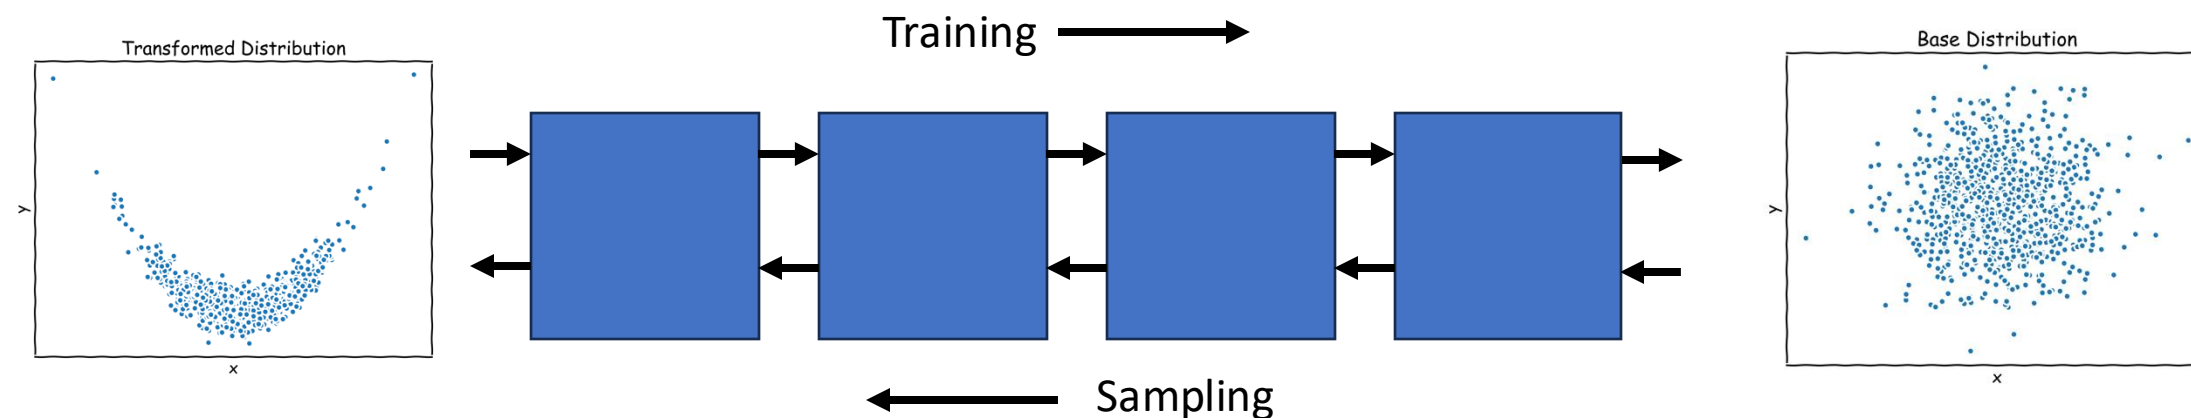 Training
Transformed Distribution
Base Distribution
y
y
x
x
Sampling